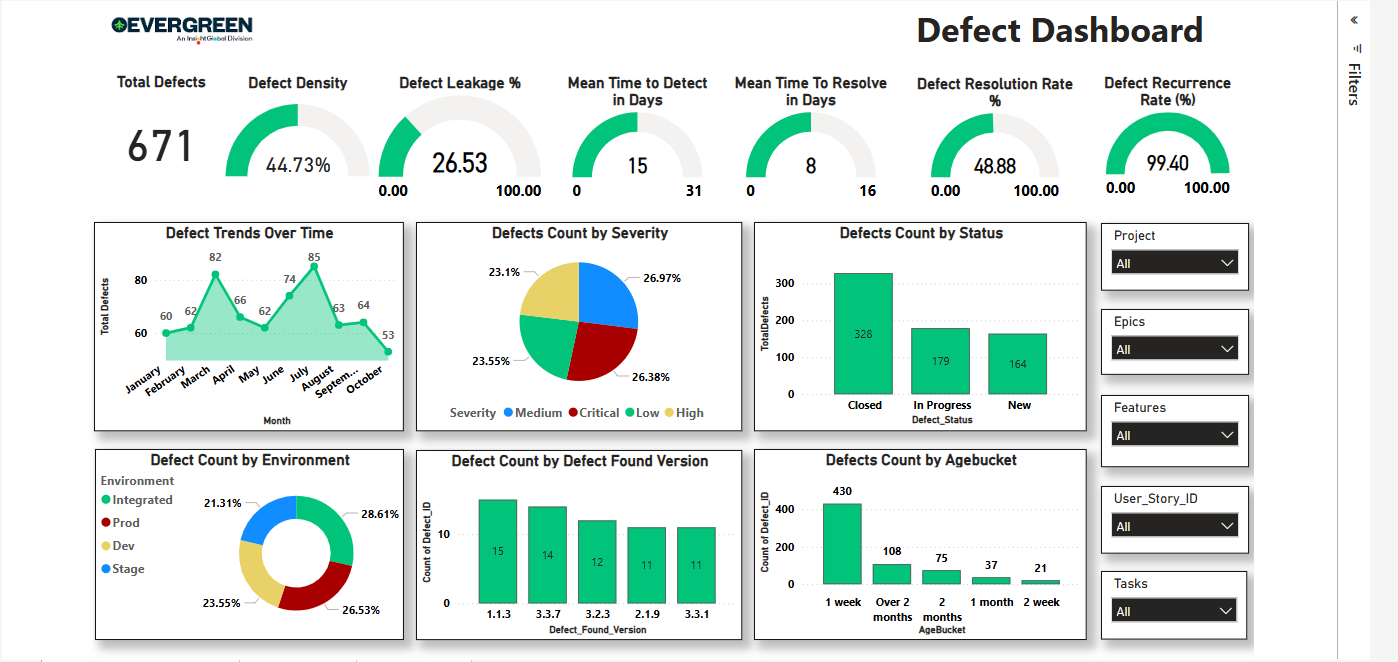 EVERGREEN
An InsightGlobal Division
Defect Dashboard
Filters
Total Defects
671
Defect Density
44.73%
Defect Leakage %
26.53
0.00
100.00
Mean Time to Detect
in Days
15
0
31
Mean Time To Resolve
in Days
8
0
16
Defect Resolution Rate
%
48.88
0.00
100.00
Defect Recurrence
Rate (%)
99.40
0.00
100.00
Defect Trends Over Time
Total Defects
80
60
60
62
82
66
62
74
85
63
64
53
January
February
March
April
May
June
July
August
Septem...
October
Month
Defects Count by Severity
23.1%
26.97%
23.55%
26.38%
Severity
Medium
Critical
Low
High
Defects Count by Status
TotalDefects
300
200
100
0
328
179
164
Closed
In Progress
New
Defect_Status
Project
All
Epics
All
Features
All
User_Story_ID
All
Tasks
All
Defect Count by Environment
Environment
Integrated
Prod
Dev
Stage
21.31%
28.61%
23.55%
26.53%
Defect Count by Defect Found Version
Count of Defect_ID
10
0
15
14
12
11
11
1.1.3
3.3.7
3.2.3
2.1.9
3.3.1
Defect_Found_Version
Defects Count by Agebucket
Count of Defect_ID
400
200
0
430
108
75
37
21
1 week
Over 2
months
2
months
1 month
2 week
AgeBucket